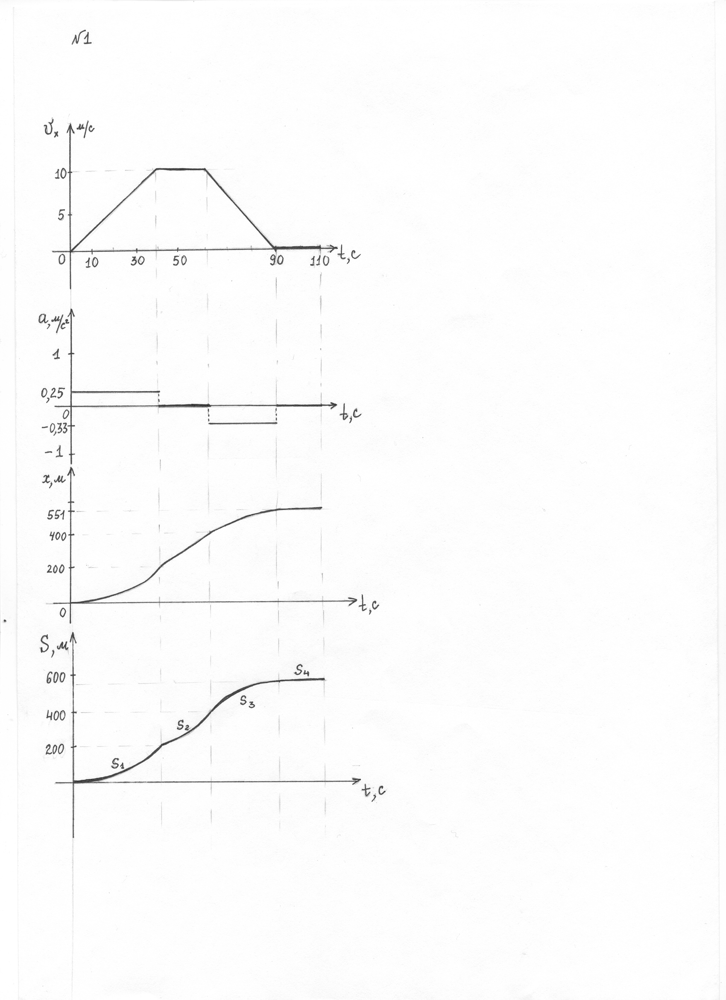 N1
υₓ м/с
10
5
0 10 30 50 90 110 t,с
a, м/с²
1
0,25
0 t,с
-0,33
-1
x,м
551
400
200
0 t,с
S,м
600 S₄
400 S₃
S₂
200
S₁
t,с